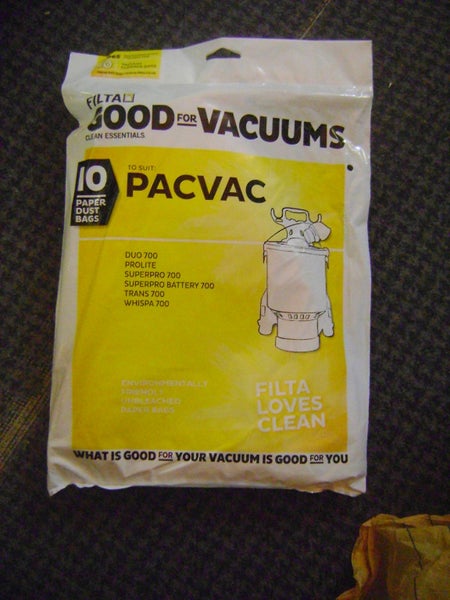 FILTA
GOOD FOR VACUUMS
CLEAN ESSENTIALS
10
PAPER
DUST
BAGS
TO SUIT:
PACVAC
DUO 700
PROLITE
SUPERPRO 700
SUPERPRO BATTERY 700
TRANS 700
WHISPA 700
ENVIRONMENTALLY
FRIENDLY
UNBLEACHED
PAPER BAGS
FILTA
LOVES
CLEAN
WHAT IS GOOD FOR YOUR VACUUM IS GOOD FOR YOU